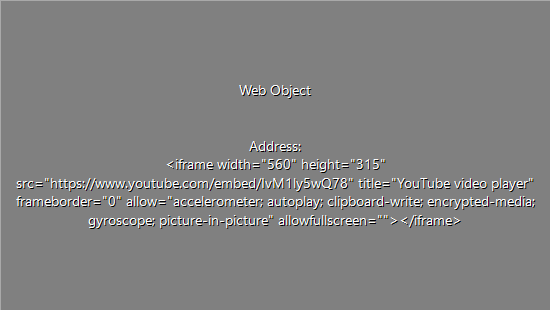 Web Object
Address:
<iframe width="560" height="315"
src="https://www.youtube.com/embed/IvM1Iy5wQ78" title="YouTube video player"
frameborder="0" allow="accelerometer; autoplay; clipboard-write; encrypted-media;
gyroscope; picture-in-picture" allowfullscreen=""></iframe>